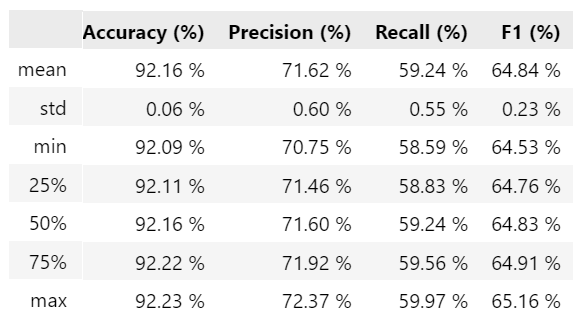 Accuracy (%) Precision (%) Recall (%) F1 (%)
mean 92.16 % 71.62 % 59.24 % 64.84 %
std 0.06 % 0.60 % 0.55 % 0.23 %
min 92.09 % 70.75 % 58.59 % 64.53 %
25% 92.11 % 71.46 % 58.83 % 64.76 %
50% 92.16 % 71.60 % 59.24 % 64.83 %
75% 92.22 % 71.92 % 59.56 % 64.91 %
max 92.23 % 72.37 % 59.97 % 65.16 %